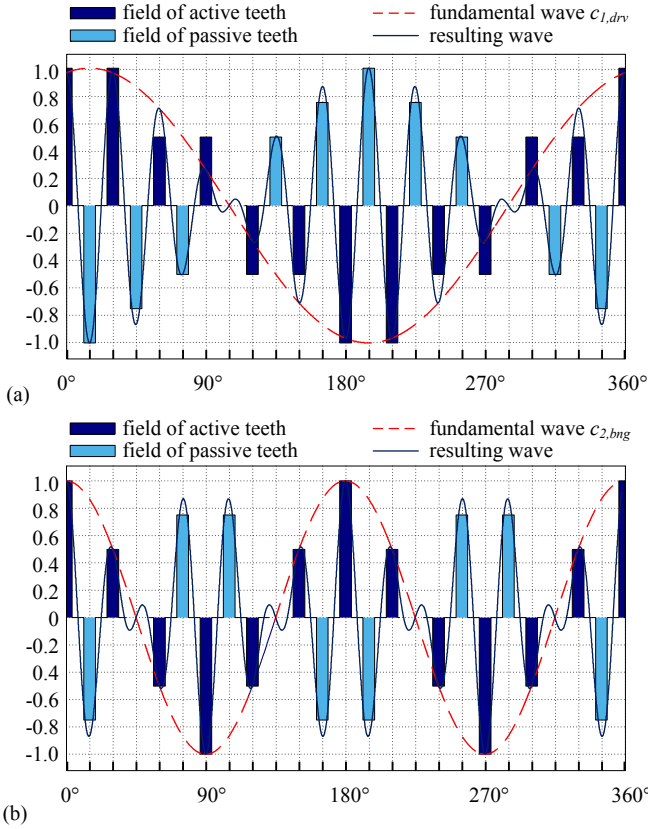 field of active teeth
fundamental wave c1,drv
field of passive teeth
resulting wave
1.0
0.8
0.6
0.4
0.2
0
-0.2
0.4
-0.6
-0.8
-1.0
0° 90° 180° 270° 360°
(a)
field of active teeth
fundamental wave c2,bng
field of passive teeth
resulting wave
1.0
0.8
0.6
0.4
0.2
0
-0.2
0.4
-0.6
-0.8
-1.0
0° 90° 180° 270° 360°
(b)